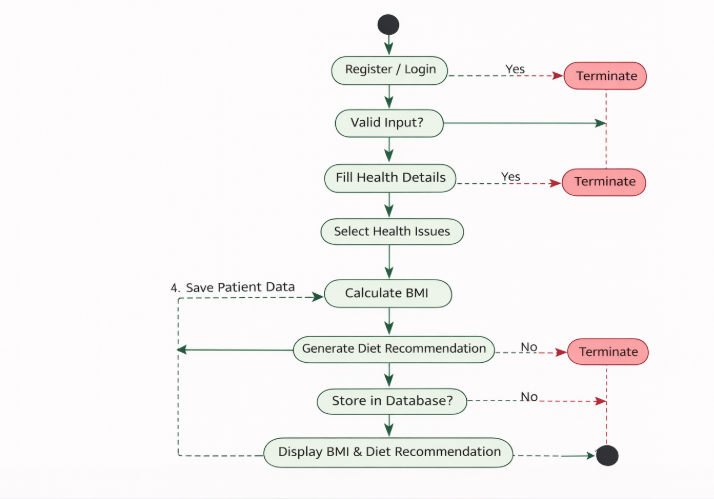 Register / Login
Yes
Terminate
Valid Input?
Fill Health Details
Yes
Terminate
Select Health Issues
4. Save Patient Data
Calculate BMI
Generate Diet Recommendation
No
Terminate
Store in Database?
No
Display BMI & Diet Recommendation